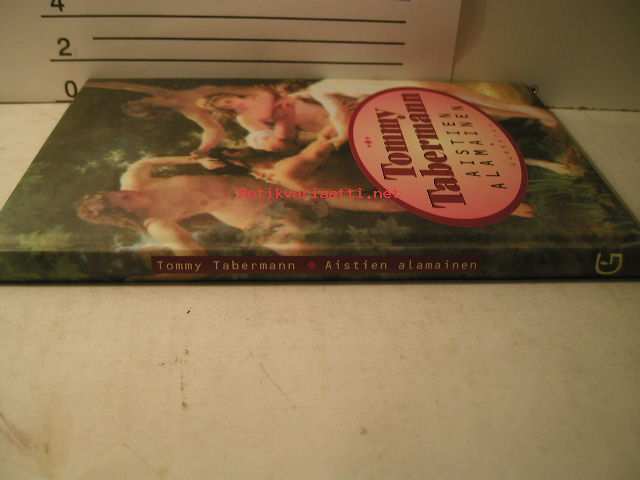 4
2
0
Tommy
Tabermann
AISTIEN
ALAMAINEN
Antikvariaatti.net
Tommy Tabermann Aistien alamainen
G